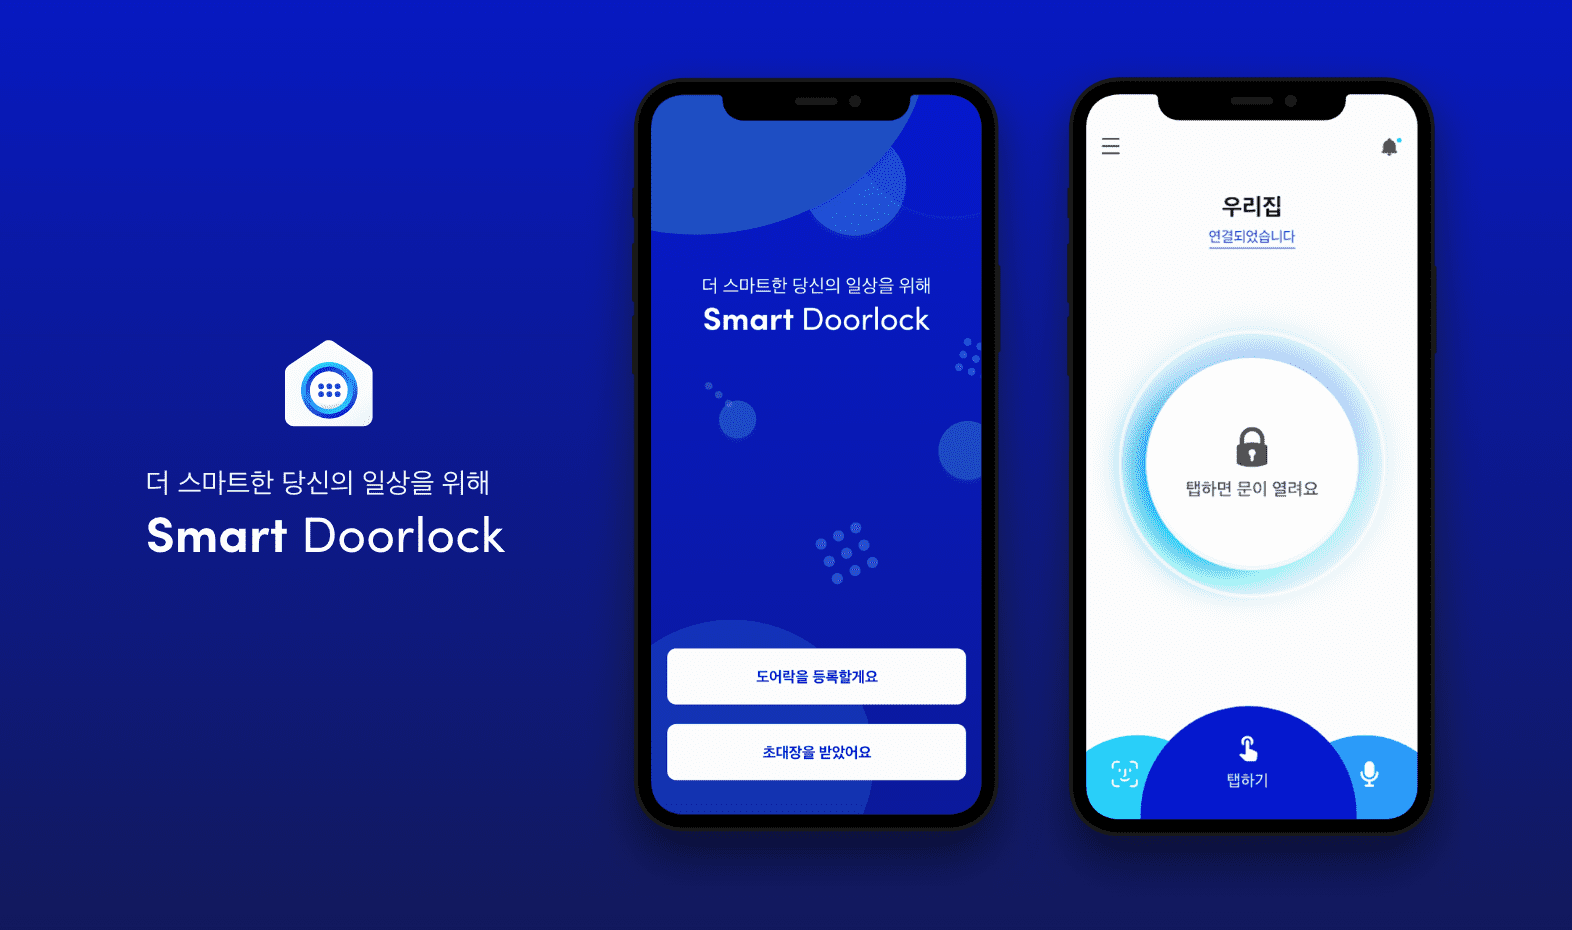 더 스마트한 당신의 일상을 위해
Smart Doorlock
더 스마트한 당신의 일상을 위해
Smart Doorlock
도어락을 등록할게요
초대장을 받았어요
우리집
연결되었습니다
탭하면 문이 열려요
탭하기